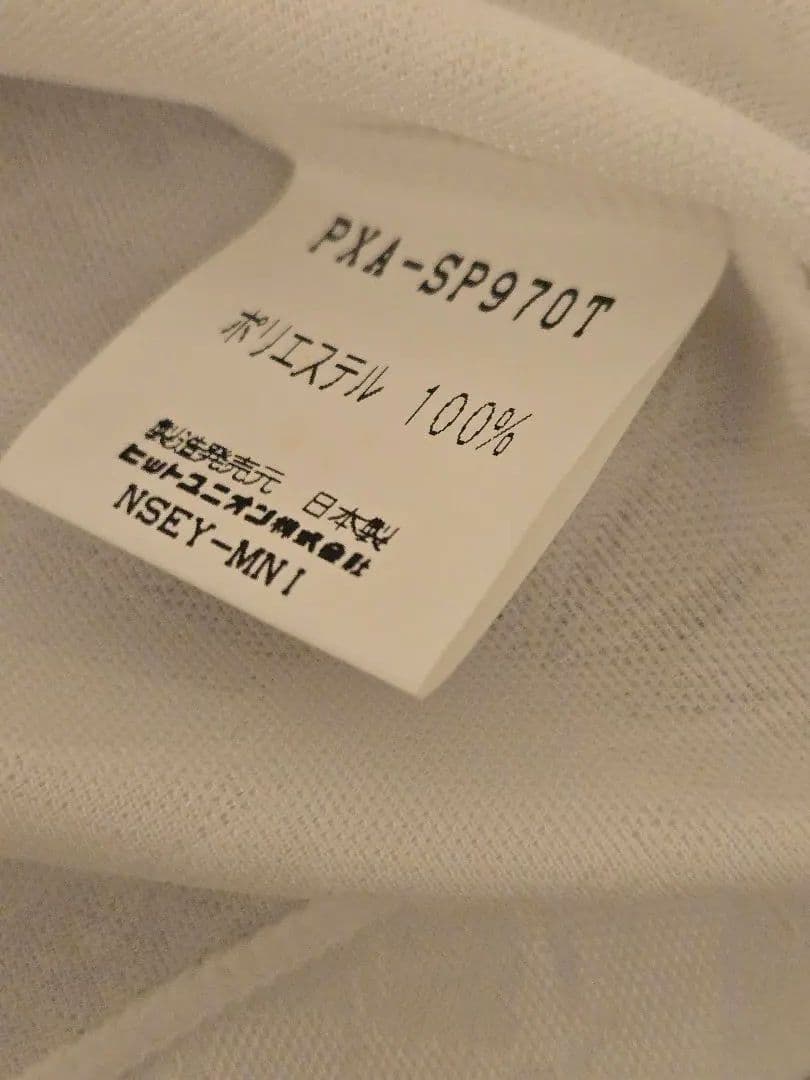 PXA-SP970T
ポリエステル 100%
製造発売元 日本製
ヒットユニオン株式会社
NSEY-MNI